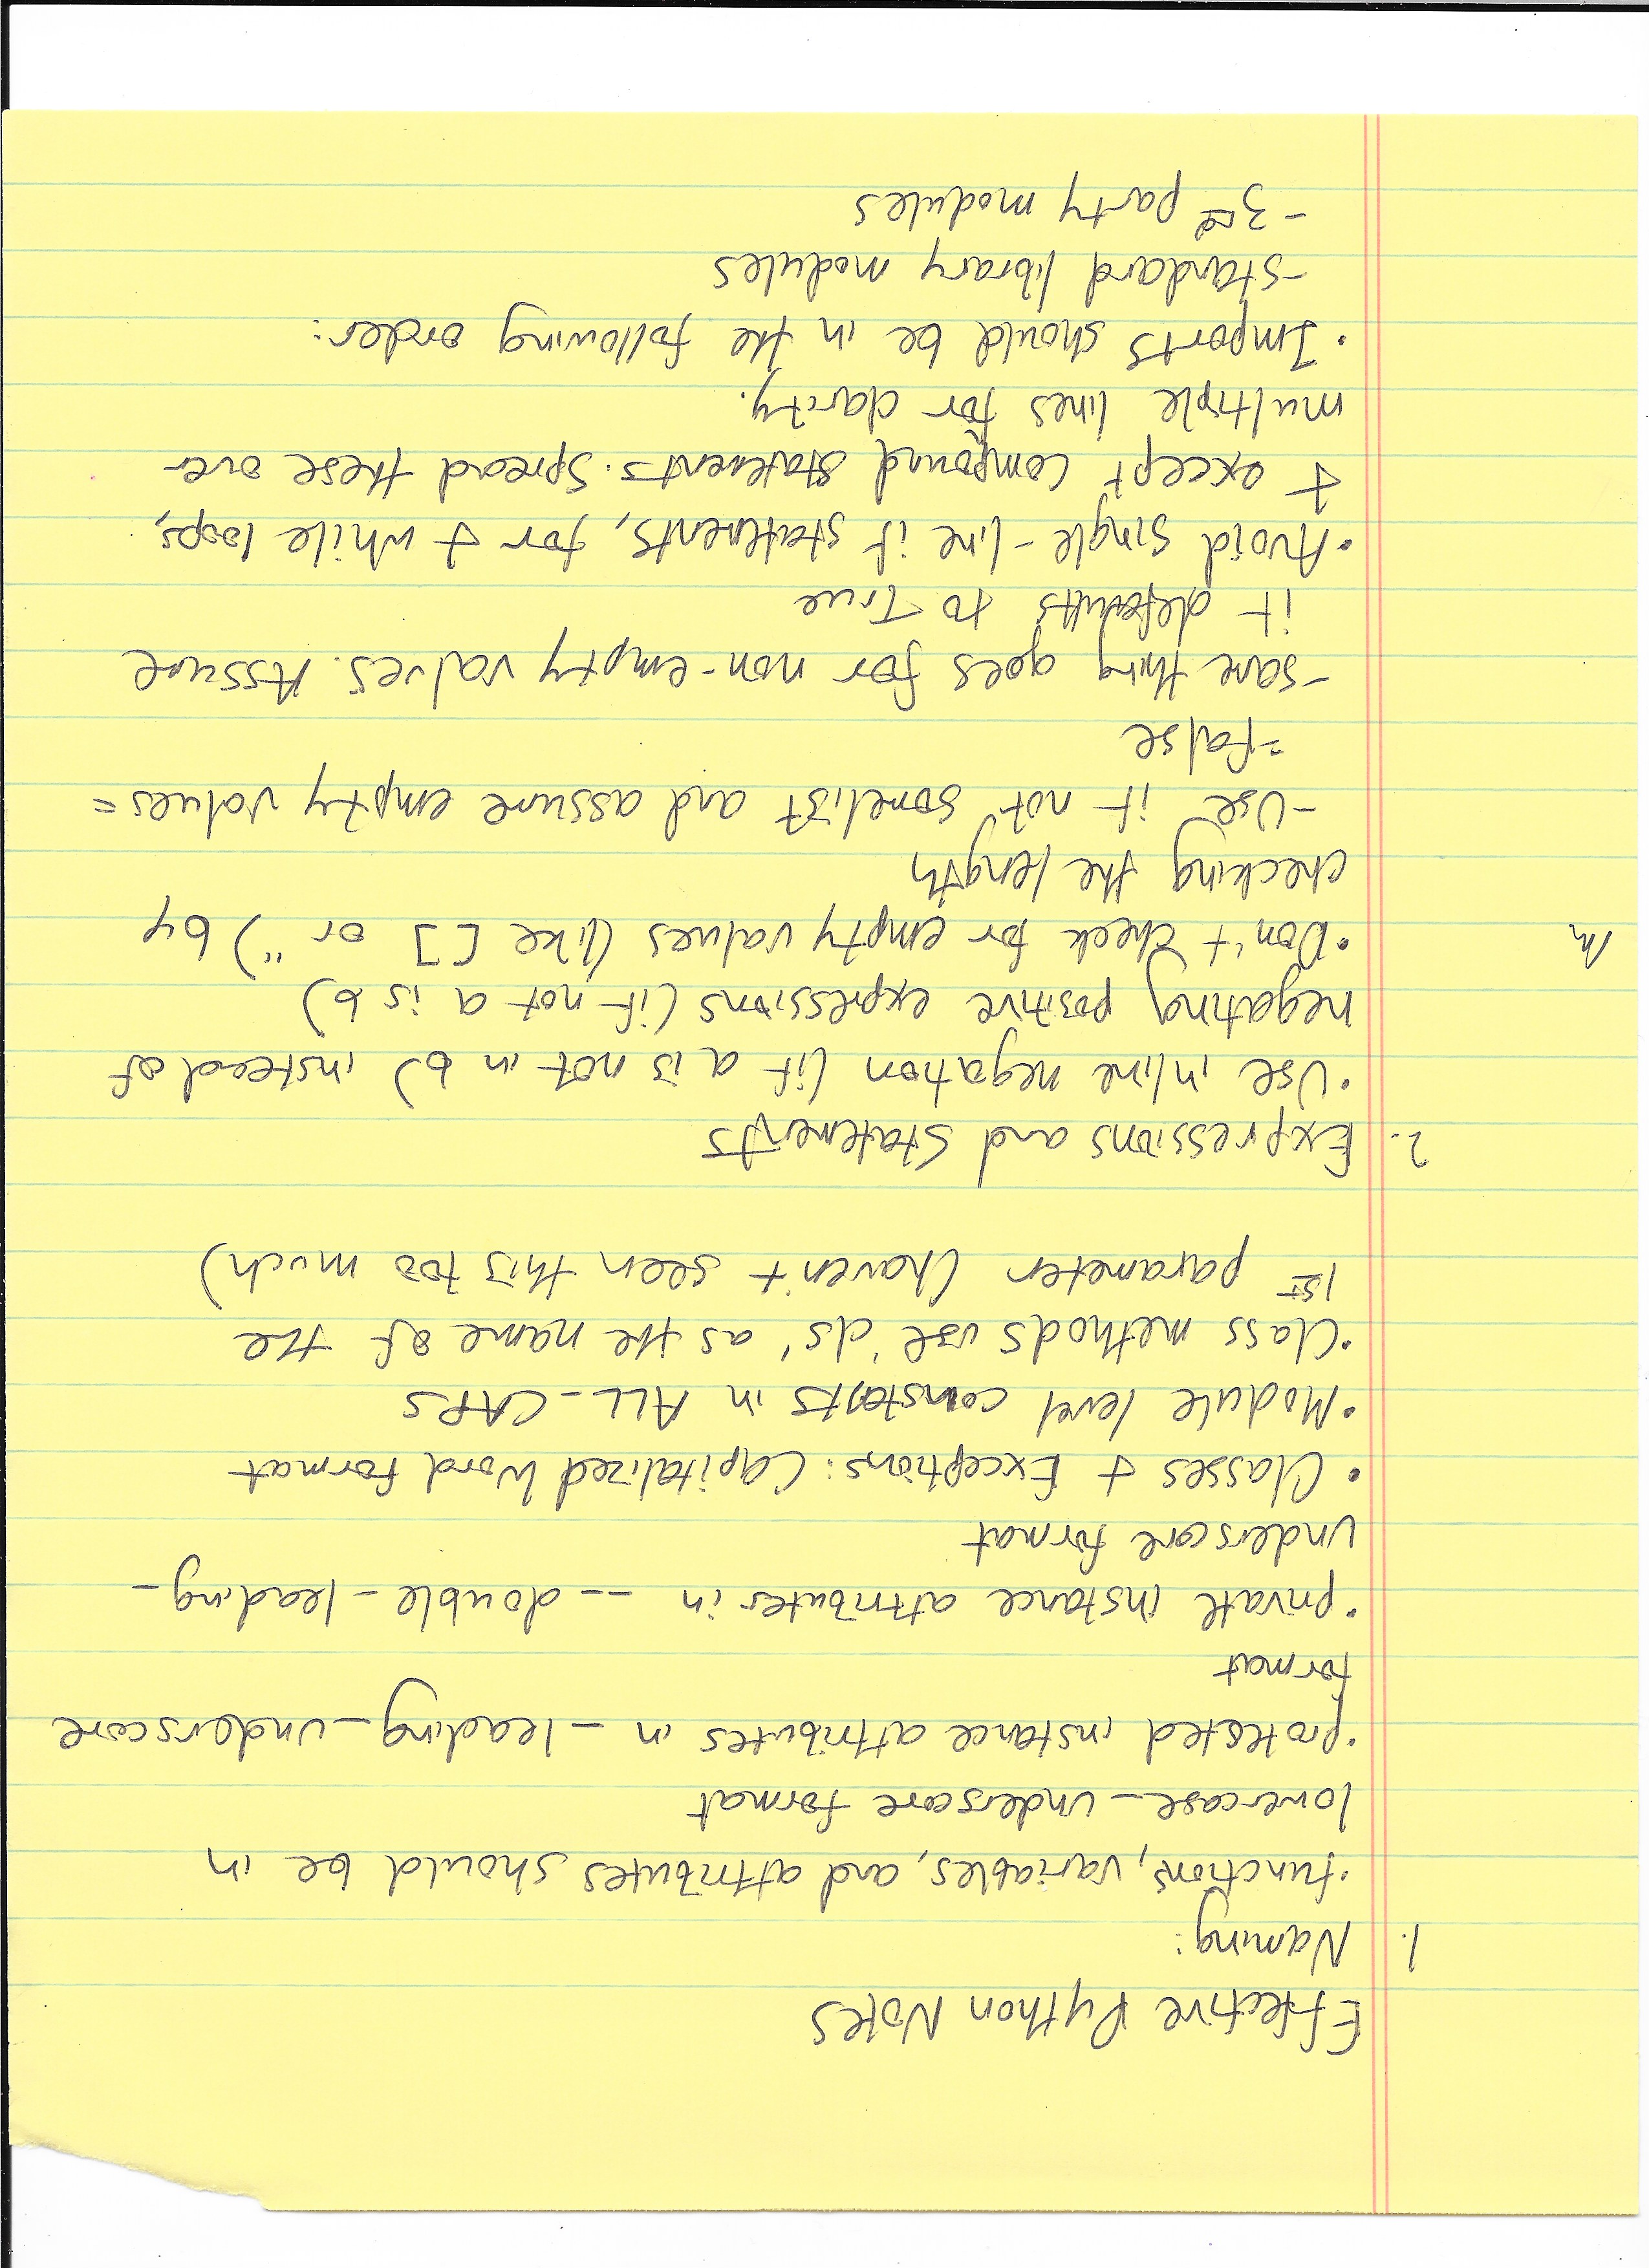 Effective Python Notes
1. Naming:
·functions, variables, and attributes should be in
lowercase_underscore format
·protected instance attributes in _leading_underscore
format
·private instance attributes in __double_leading_
underscore format
· Classes + Exceptions: Capitalized Word format
·Module level constants in ALL_CAPS
·Class methods use 'cls' as the name of the
1st parameter (haven't seen this too much)
2. Expressions and Statements
·Use inline negation (if a is not in b) instead of
negating positive expressions (if not a is b)
·Don't check for empty values (like [] or '') by
checking the length
-Use if not somelist and assume empty values=
=false
-same thing goes for non-empty values. Assume
it defaults to True
·Avoid single-line if statements, for + while loops,
+ except compound statements. Spread these over
multiple lines for clarity.
· Imports should be in the following order:
-standard library modules
-3rd party modules